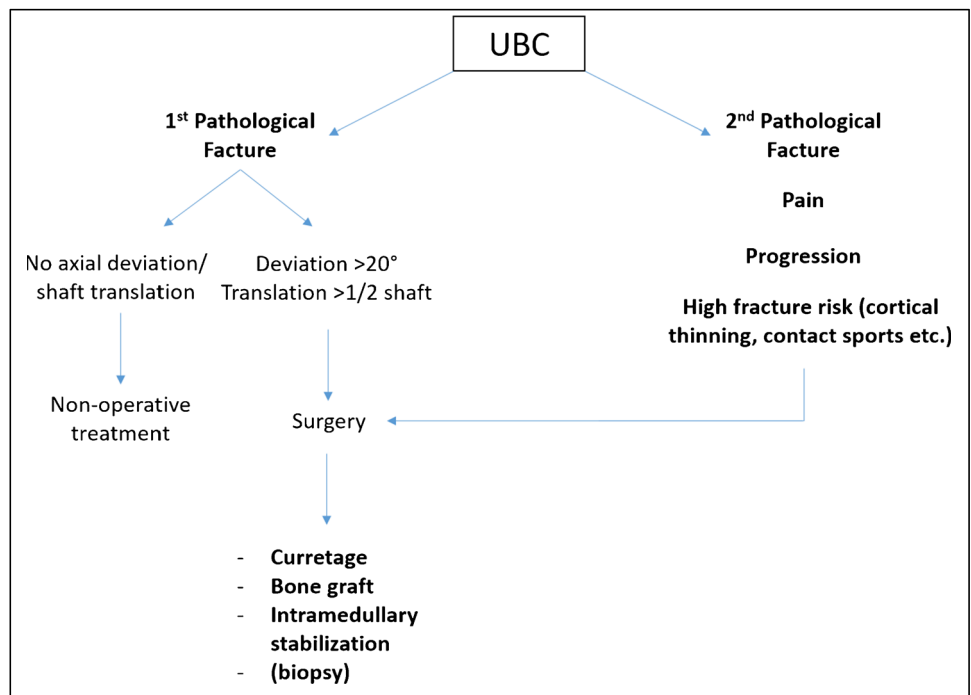 UBC
1st Pathological
Facture
2nd Pathological
Facture
Pain
Progression
High fracture risk (cortical
thinning, contact sports etc.)
No axial deviation/
shaft translation
Deviation >20°
Translation >1/2 shaft
Non-operative
treatment
Surgery
- Curretage
- Bone graft
- Intramedullary
stabilization
- (biopsy)